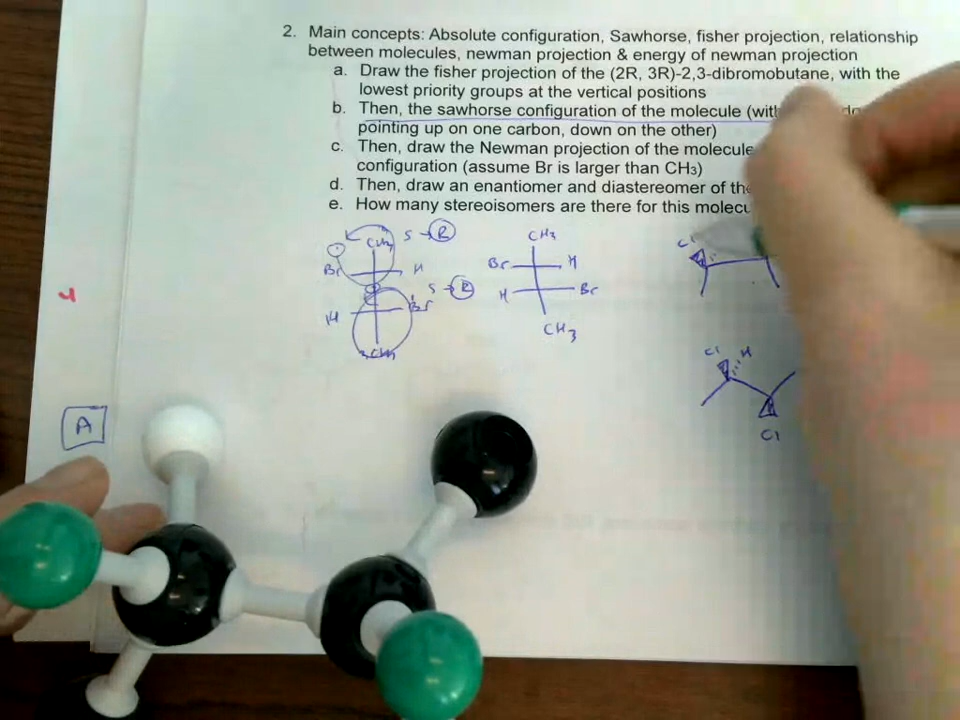 2. Main concepts: Absolute configuration, Sawhorse, fisher projection, relationship
between molecules, newman projection & energy of newman projection
a. Draw the fisher projection of the (2R, 3R)-2,3-dibromobutane, with the
lowest priority groups at the vertical positions
b. Then, the sawhorse configuration of the molecule
pointing up on one carbon, down on the other)
c. Then, draw the Newman projection of the molecule
configuration (assume Br is larger than CH3)
d. Then, draw an enantiomer and diastereomer of
e. How many stereoisomers are there for this
CH3 S → R
Br H
S → R
H Br
CH3
CH3
Br H
H Br
CH3
Cl
Cl H
Cl
4
A